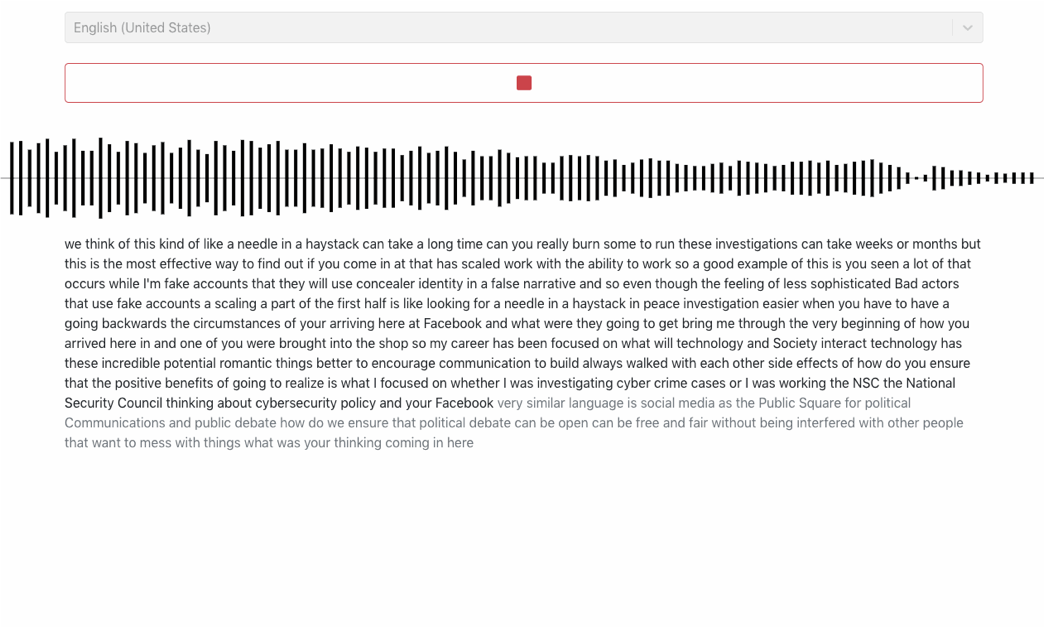 English (United States)
we think of this kind of like a needle in a haystack can take a long time can you really burn some to run these investigations can take weeks or months but
this is the most effective way to find out if you come in at that has scaled work with the ability to work so a good example of this is you seen a lot of that
occurs while I'm fake accounts that they will use concealer identity in a false narrative and so even though the feeling of less sophisticated Bad actors
that use fake accounts a scaling a part of the first half is like looking for a needle in a haystack in peace investigation easier when you have to have a
going backwards the circumstances of your arriving here at Facebook and what were they going to get bring me through the very beginning of how you
arrived here in and one of you were brought into the shop so my career has been focused on what will technology and Society interact technology has
these incredible potential romantic things better to encourage communication to build always walked with each other side effects of how do you ensure
that the positive benefits of going to realize is what I focused on whether I was investigating cyber crime cases or I was working the NSC the National
Security Council thinking about cybersecurity policy and your Facebook very similar language is social media as the Public Square for political
Communications and public debate how do we ensure that political debate can be open can be free and fair without being interfered with other people
that want to mess with things what was your thinking coming in here